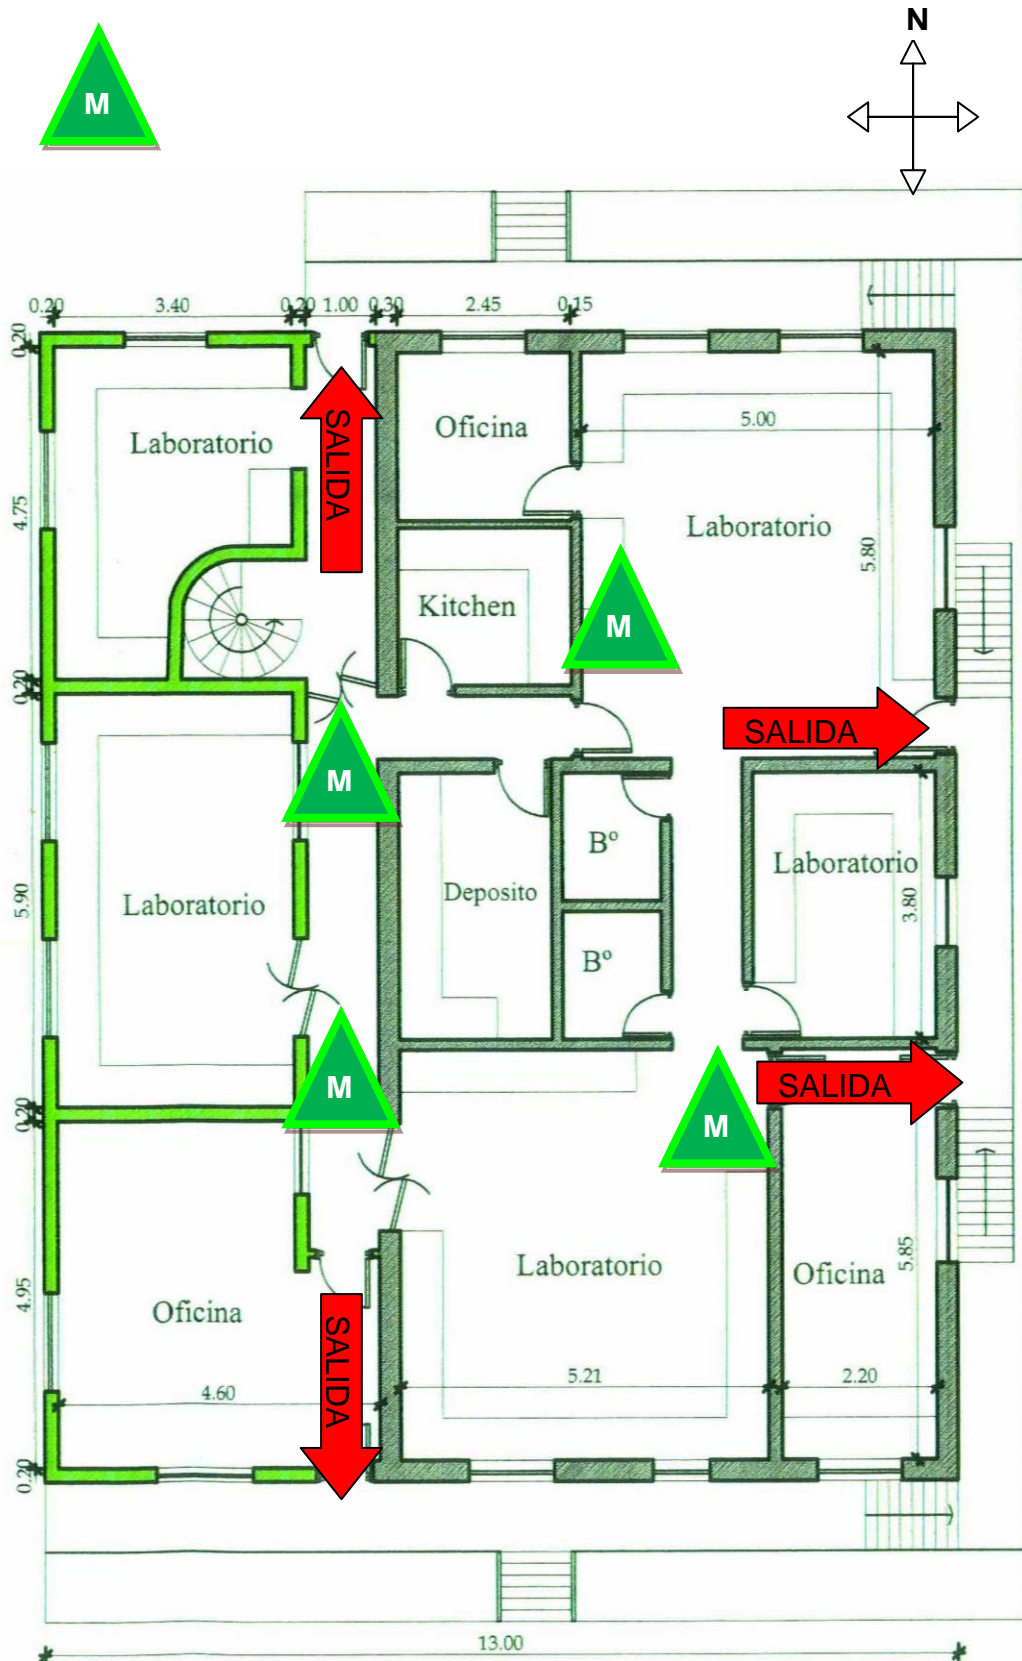 N
M
0.20 3.40 0.20 1.00 0.30 2.45 0.15
0.20
SALIDA
Oficina
5.00
Laboratorio
4.75
Laboratorio
5.80
Kitchen
M
0.20
SALIDA
M
Bº
Laboratorio
Deposito
5.90
Laboratorio
3.80
Bº
M
SALIDA
0.20
M
Laboratorio
5.85
Oficina
4.95
Oficina
SALIDA
4.60
5.21
2.20
0.20
13.00